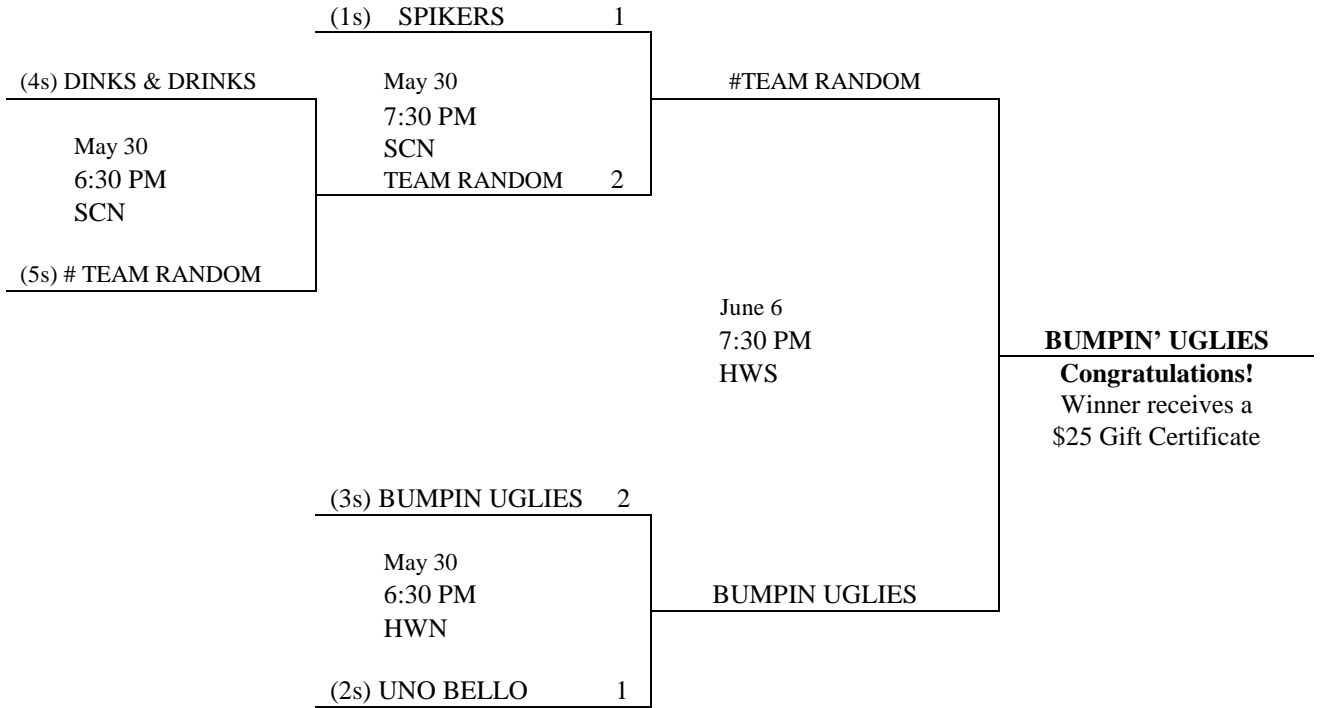 (1s) SPIKERS 1
(4s) DINKS & DRINKS
May 30
7:30 PM
SCN
TEAM RANDOM 2
#TEAM RANDOM
May 30
6:30 PM
SCN
(5s) # TEAM RANDOM
June 6
7:30 PM
HWS
BUMPIN’ UGLIES
Congratulations!
Winner receives a
$25 Gift Certificate
(3s) BUMPIN UGLIES 2
May 30
6:30 PM
HWN
BUMPIN UGLIES
(2s) UNO BELLO 1